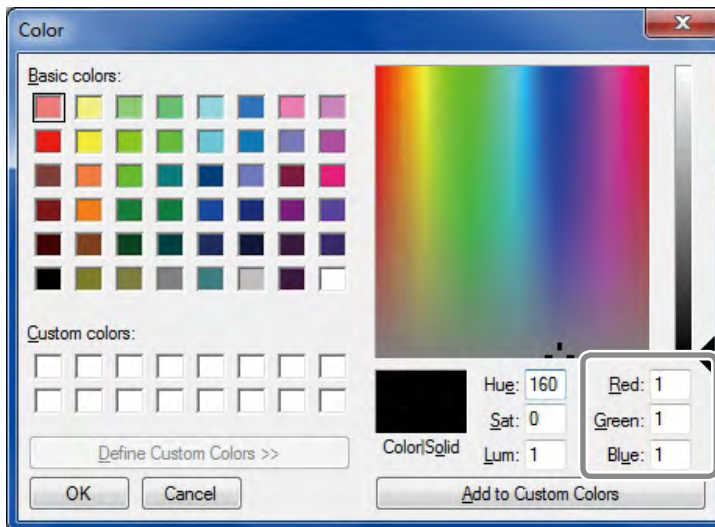 Color
Basic colors:
Custom colors:
Define Custom Colors >>
OK Cancel
Color|Solid
Hue: 160 Red: 1
Sat: 0 Green: 1
Lum: 1 Blue: 1
Add to Custom Colors